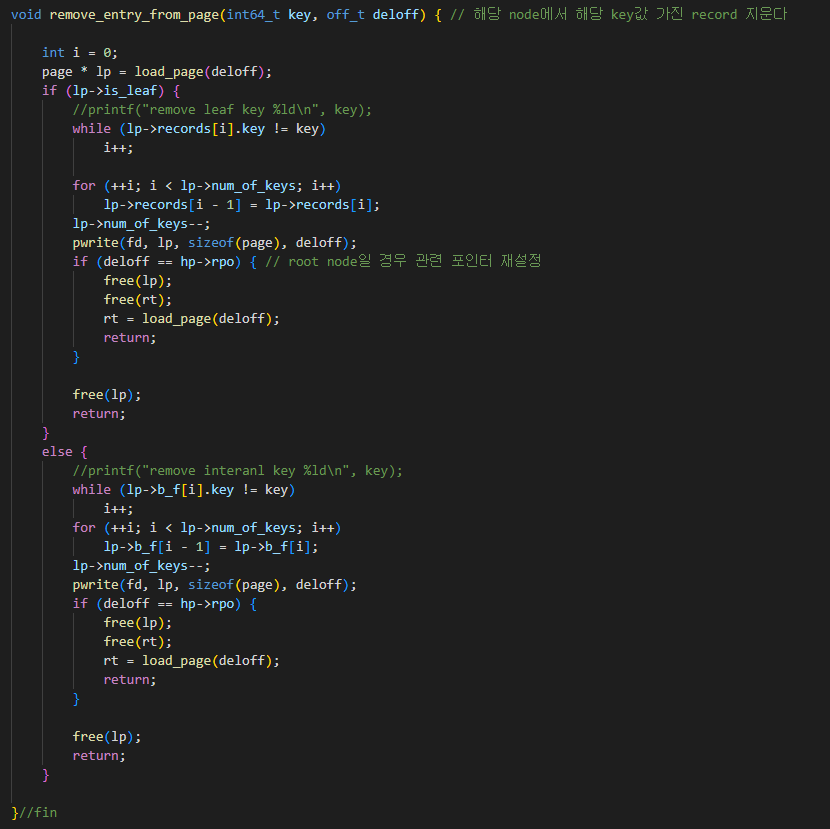 void remove_entry_from_page(int64_t key, off_t deloff) { // 해당 node에서 해당 key값 가진 record 지운다
int i = 0;
page * lp = load_page(deloff);
if (lp->is_leaf) {
//printf("remove leaf key %ld\n", key);
while (lp->records[i].key != key)
i++;
for (++i; i < lp->num_of_keys; i++)
lp->records[i - 1] = lp->records[i];
lp->num_of_keys--;
pwrite(fd, lp, sizeof(page), deloff);
if (deloff == hp->rpo) { // root node일 경우 관련 포인터 재설정
free(lp);
free(rt);
rt = load_page(deloff);
return;
}
free(lp);
return;
}
else {
//printf("remove interanl key %ld\n", key);
while (lp->b_f[i].key != key)
i++;
for (++i; i < lp->num_of_keys; i++)
lp->b_f[i - 1] = lp->b_f[i];
lp->num_of_keys--;
pwrite(fd, lp, sizeof(page), deloff);
if (deloff == hp->rpo) {
free(lp);
free(rt);
rt = load_page(deloff);
return;
}
free(lp);
return;
}
}//fin